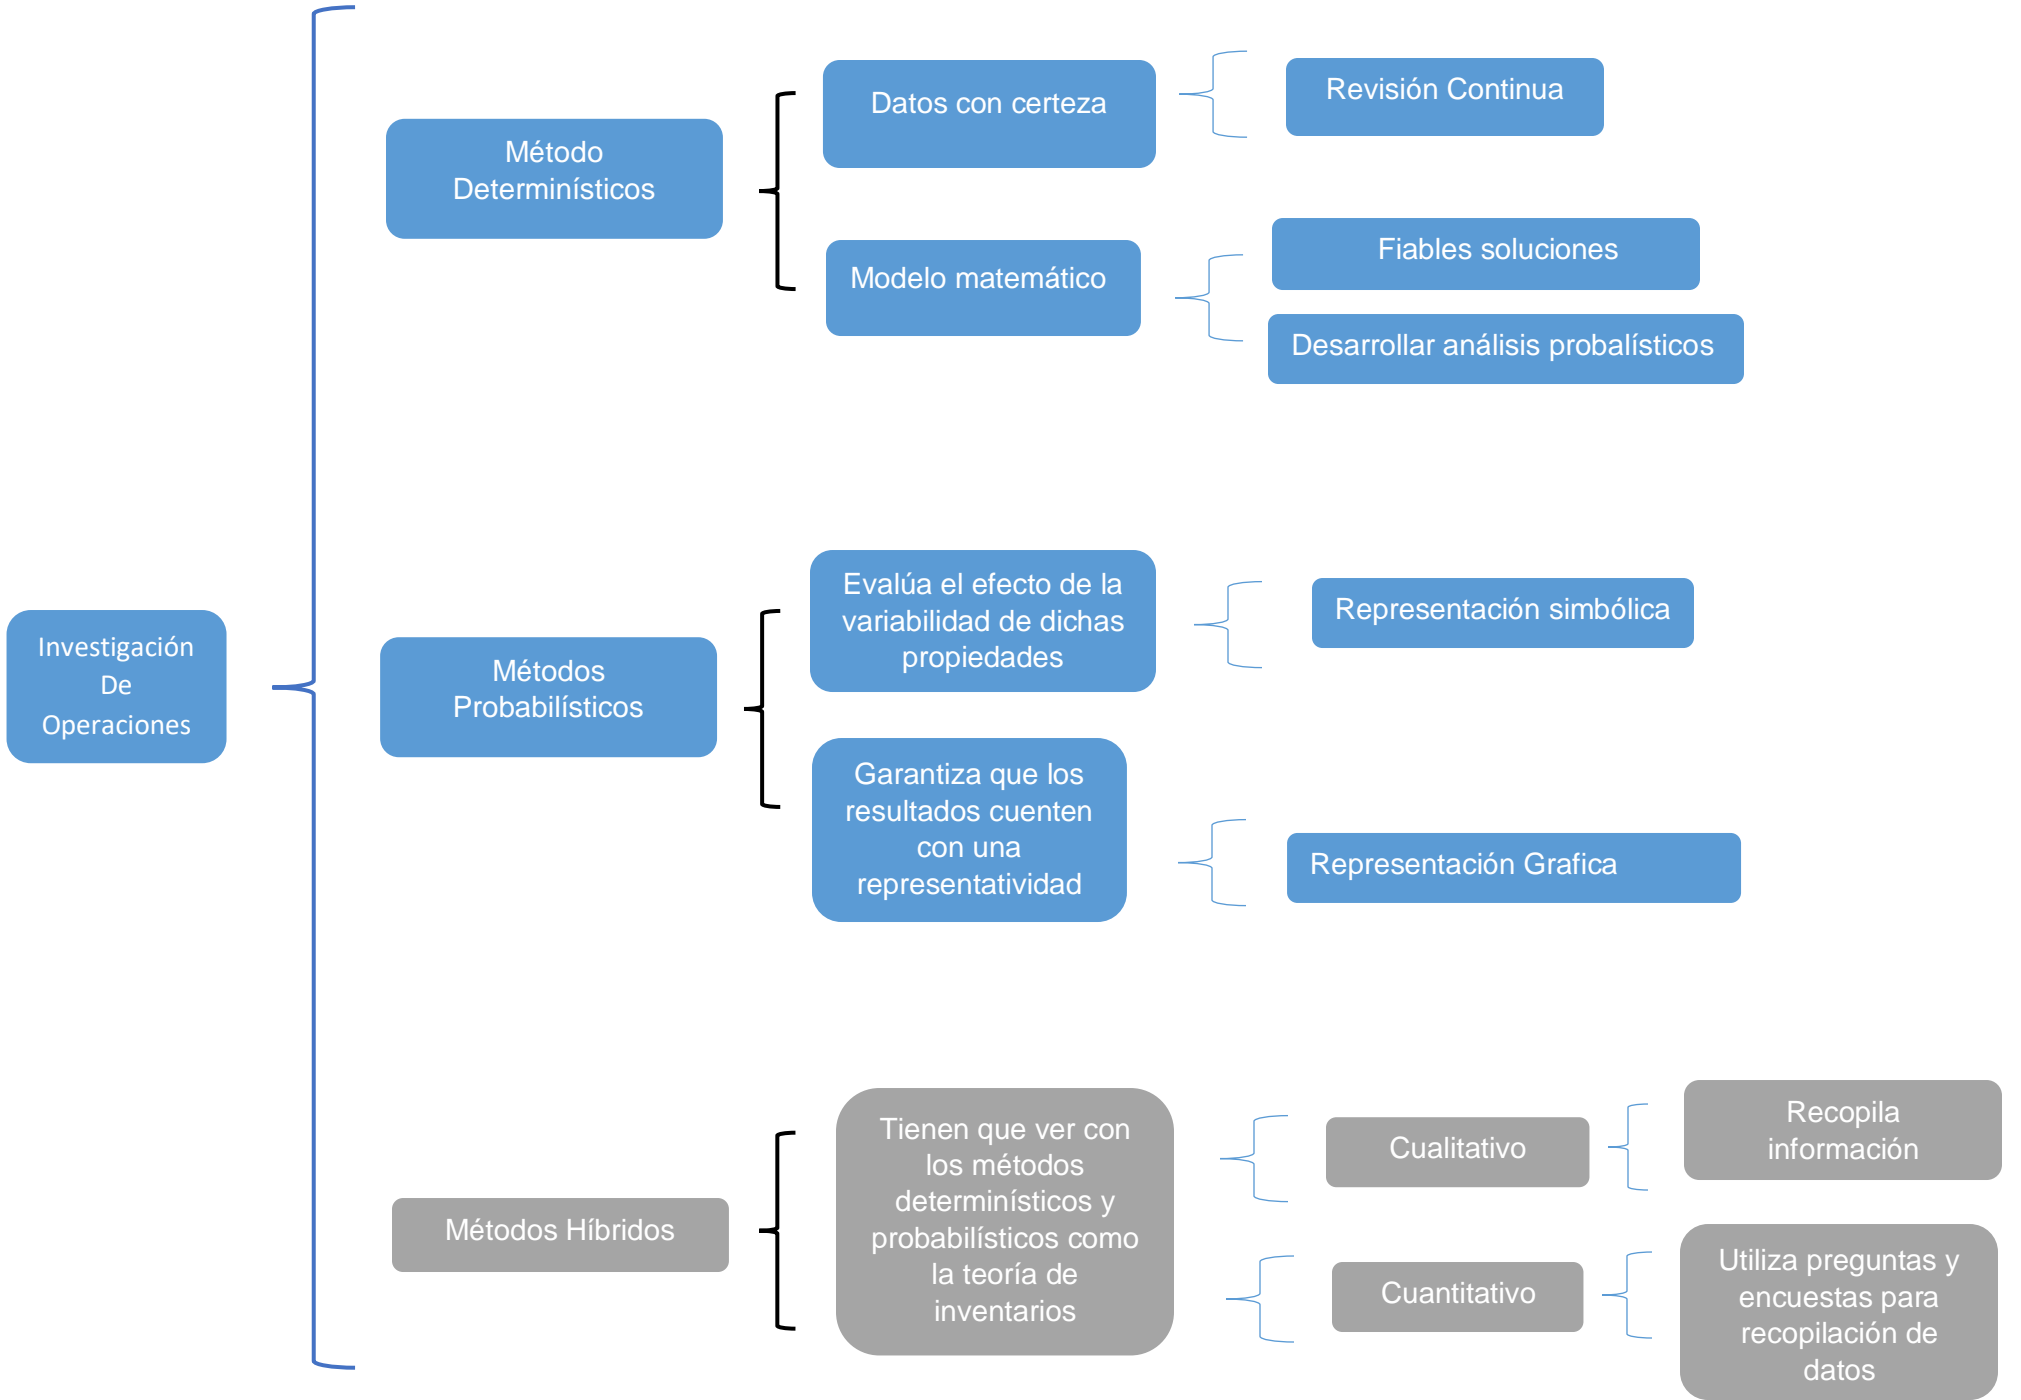 Investigación
De
Operaciones
Método
Determinísticos
Datos con certeza
Revisión Continua
Modelo matemático
Fiables soluciones
Desarrollar análisis probalísticos
Métodos
Probabilísticos
Evalúa el efecto de la
variabilidad de dichas
propiedades
Representación simbólica
Garantiza que los
resultados cuenten
con una
representatividad
Representación Grafica
Métodos Híbridos
Tienen que ver con
los métodos
determinísticos y
probabilísticos como
la teoría de
inventarios
Cualitativo
Recopila
información
Cuantitativo
Utiliza preguntas y
encuestas para
recopilación de
datos